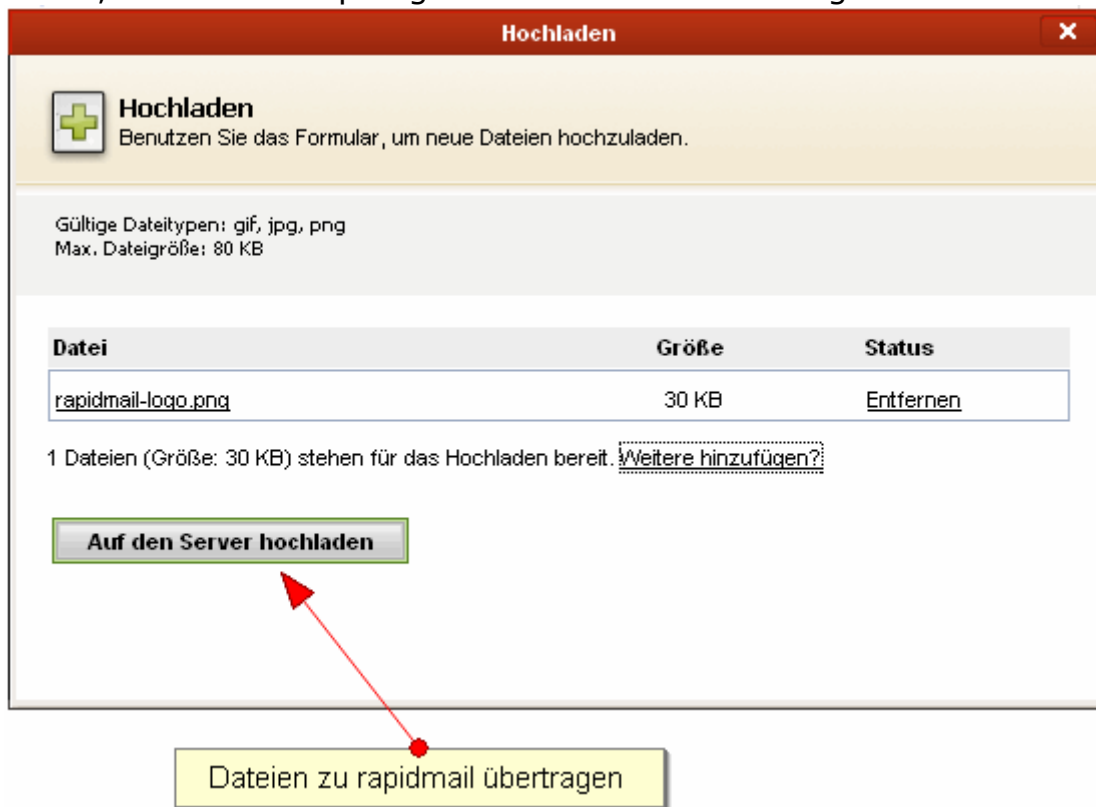 Hochladen
Hochladen
Benutzen Sie das Formular, um neue Dateien hochzuladen.
Gültige Dateitypen: gif, jpg, png
Max. Dateigröße: 80 KB
Datei Größe Status
rapidmail-logo.png 30 KB Entfernen
1 Dateien (Größe: 30 KB) stehen für das Hochladen bereit. Weitere hinzufügen?
Auf den Server hochladen
Dateien zu rapidmail übertragen